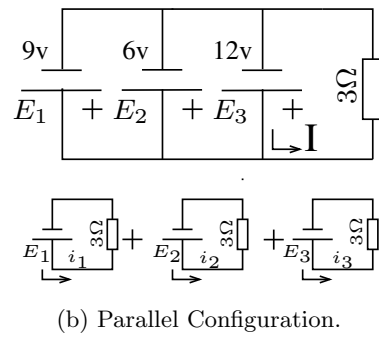 9v 6v 12v
3Ω
E₁ + E₂ + E₃ +
I
3Ω + 3Ω + 3Ω
E₁ i₁ E₂ i₂ E₃ i₃
(b) Parallel Configuration.